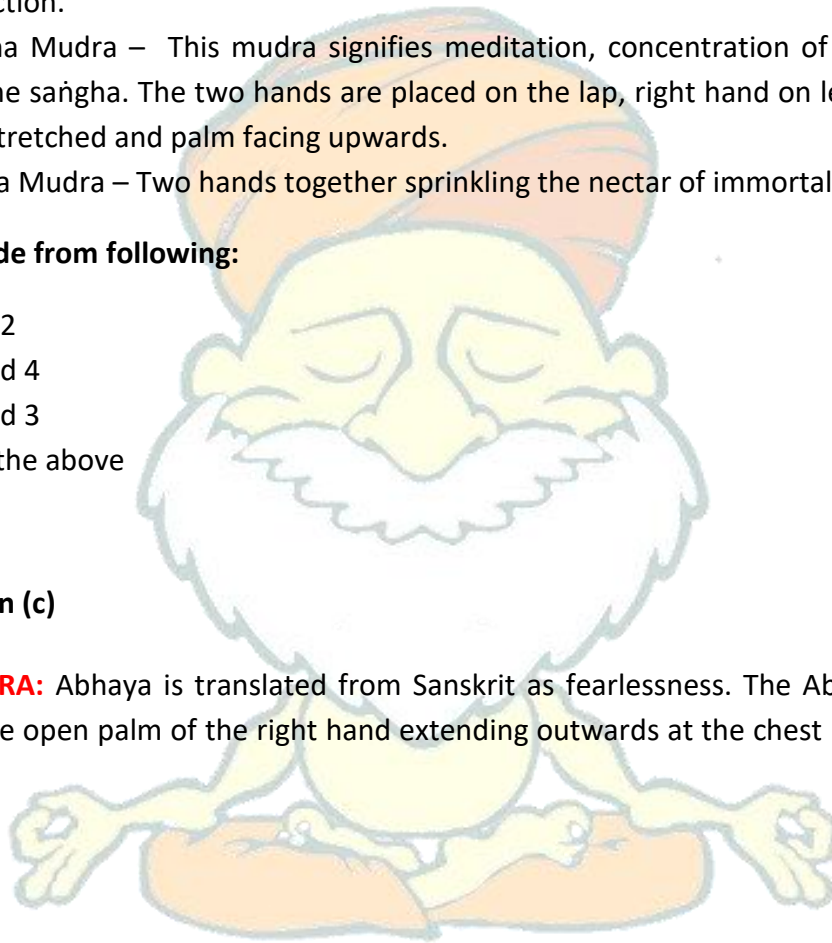 ction.
na Mudra – This mudra signifies meditation, concentration of
ne saṅgha. The two hands are placed on the lap, right hand on le
tretched and palm facing upwards.
a Mudra – Two hands together sprinkling the nectar of immortal
de from following:
2
d 4
d 3
the above
n (c)
RA: Abhaya is translated from Sanskrit as fearlessness. The Ab
e open palm of the right hand extending outwards at the chest